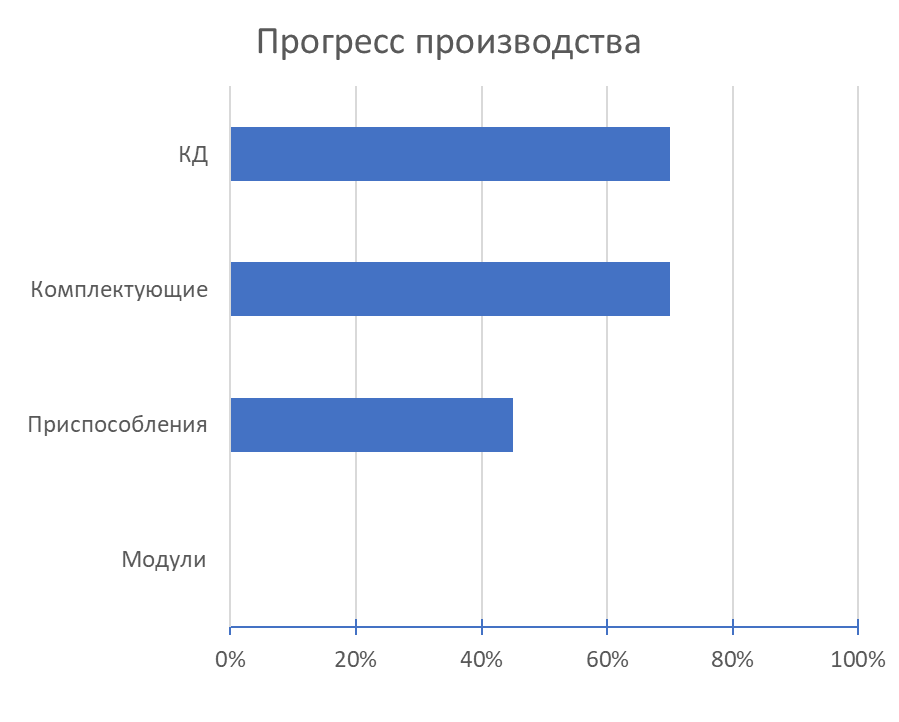 Прогресс производства
КД
Комплектующие
Приспособления
Модули
0% 20% 40% 60% 80% 100%